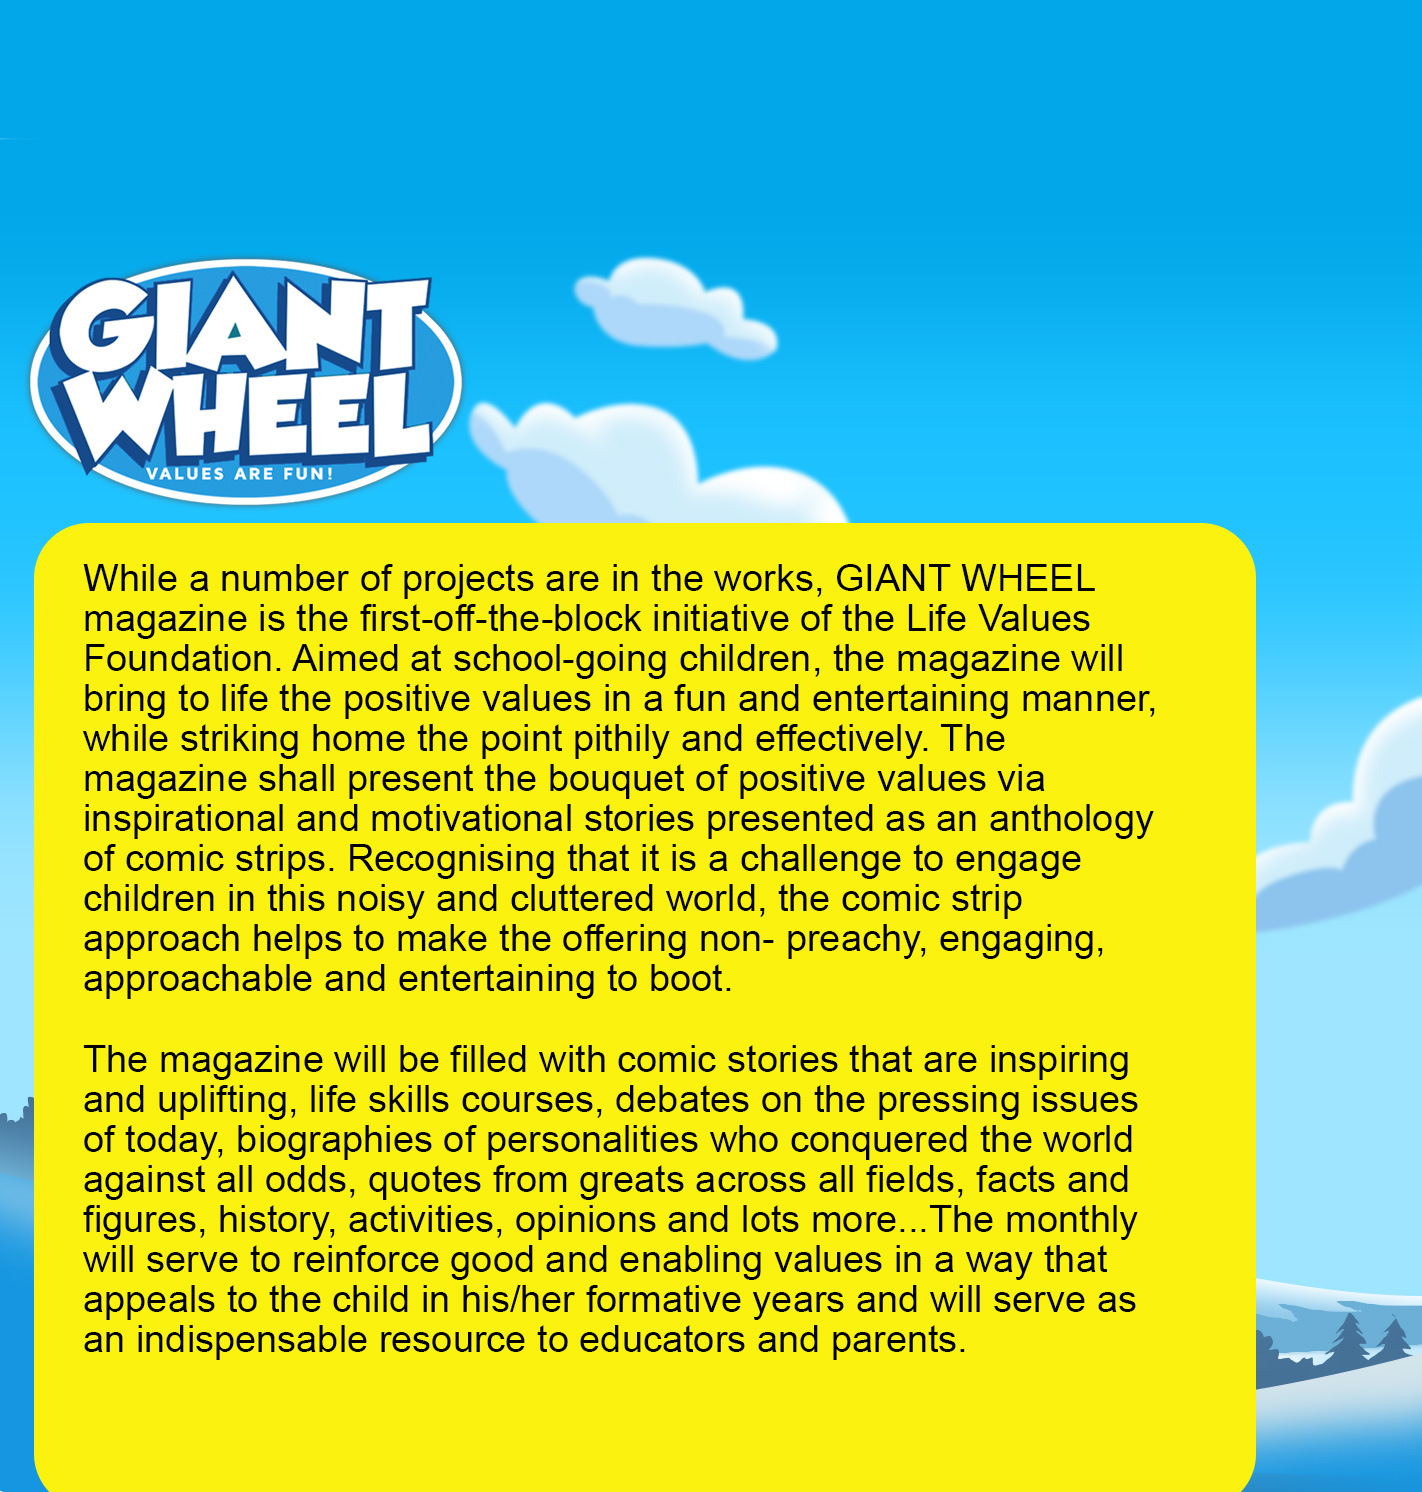 GIANT
WHEEL
VALUES ARE FUN!
While a number of projects are in the works, GIANT WHEEL
magazine is the first-off-the-block initiative of the Life Values
Foundation. Aimed at school-going children, the magazine will
bring to life the positive values in a fun and entertaining manner,
while striking home the point pithily and effectively. The
magazine shall present the bouquet of positive values via
inspirational and motivational stories presented as an anthology
of comic strips. Recognising that it is a challenge to engage
children in this noisy and cluttered world, the comic strip
approach helps to make the offering non- preachy, engaging,
approachable and entertaining to boot.
The magazine will be filled with comic stories that are inspiring
and uplifting, life skills courses, debates on the pressing issues
of today, biographies of personalities who conquered the world
against all odds, quotes from greats across all fields, facts and
figures, history, activities, opinions and lots more...The monthly
will serve to reinforce good and enabling values in a way that
appeals to the child in his/her formative years and will serve as
an indispensable resource to educators and parents.